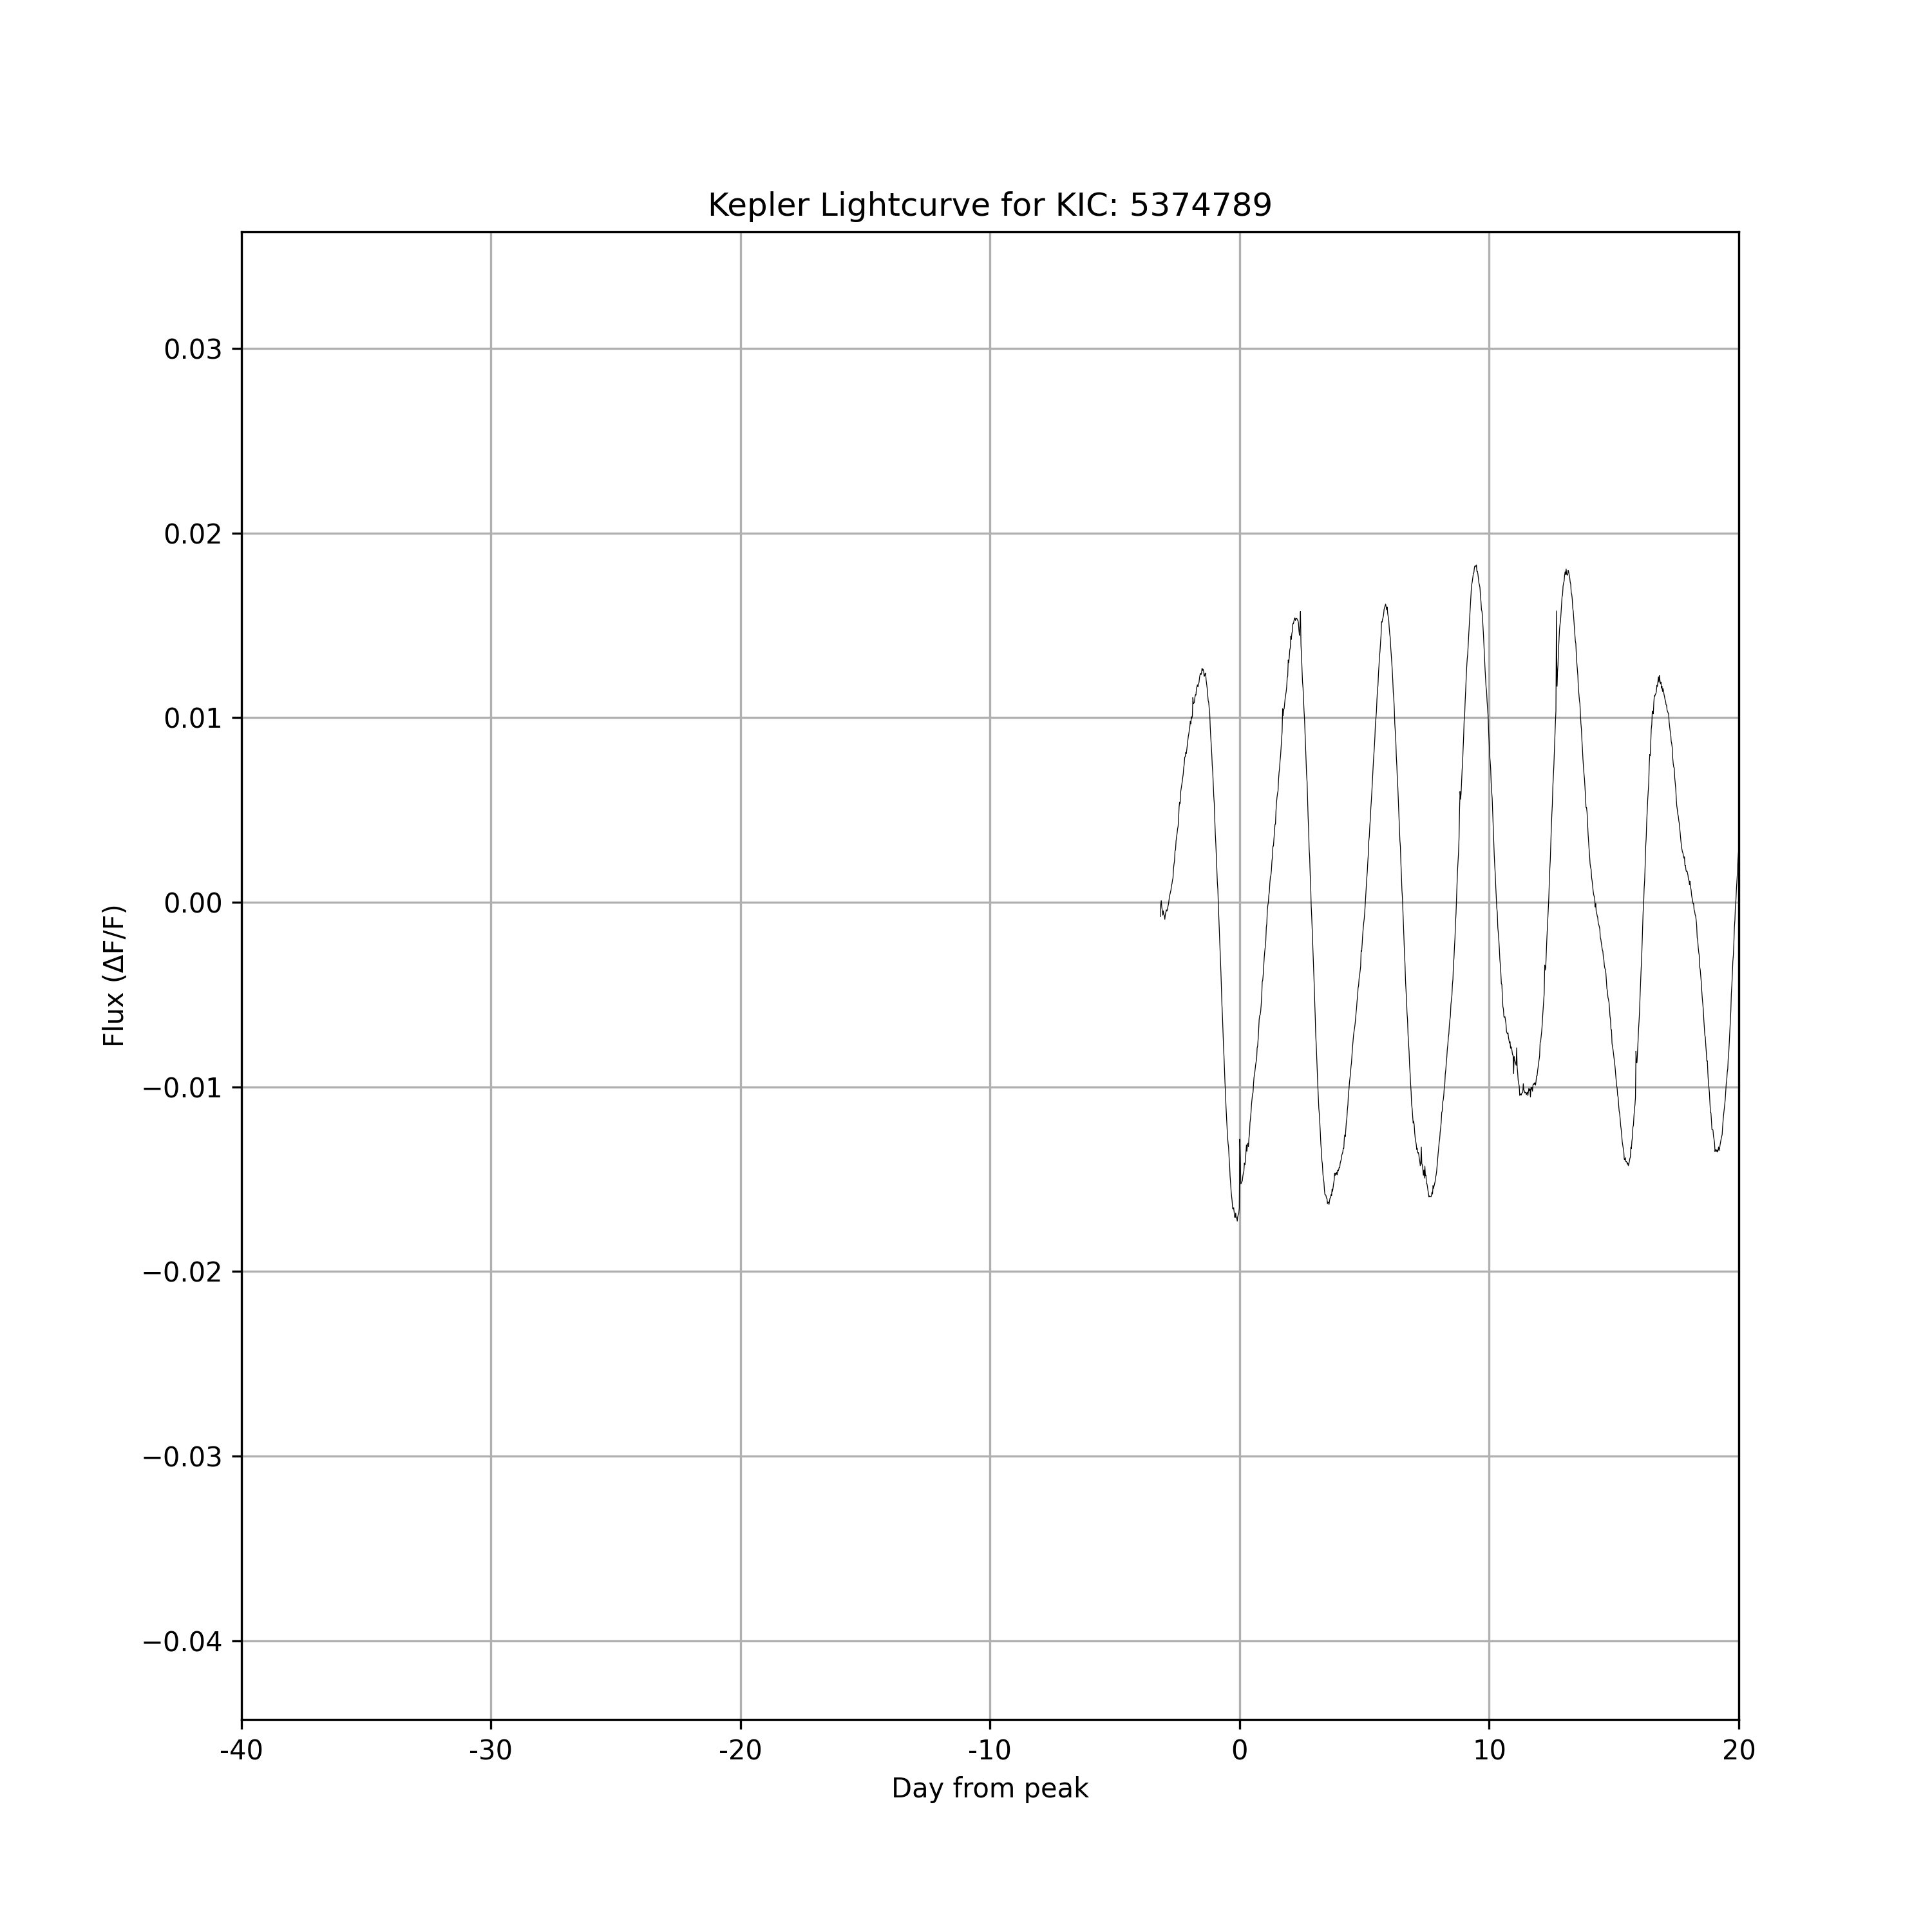 Kepler Lightcurve for KIC: 5374789
Flux (ΔF/F)
0.03
0.02
0.01
0.00
−0.01
−0.02
−0.03
−0.04
-40 -30 -20 -10 0 10 20
Day from peak